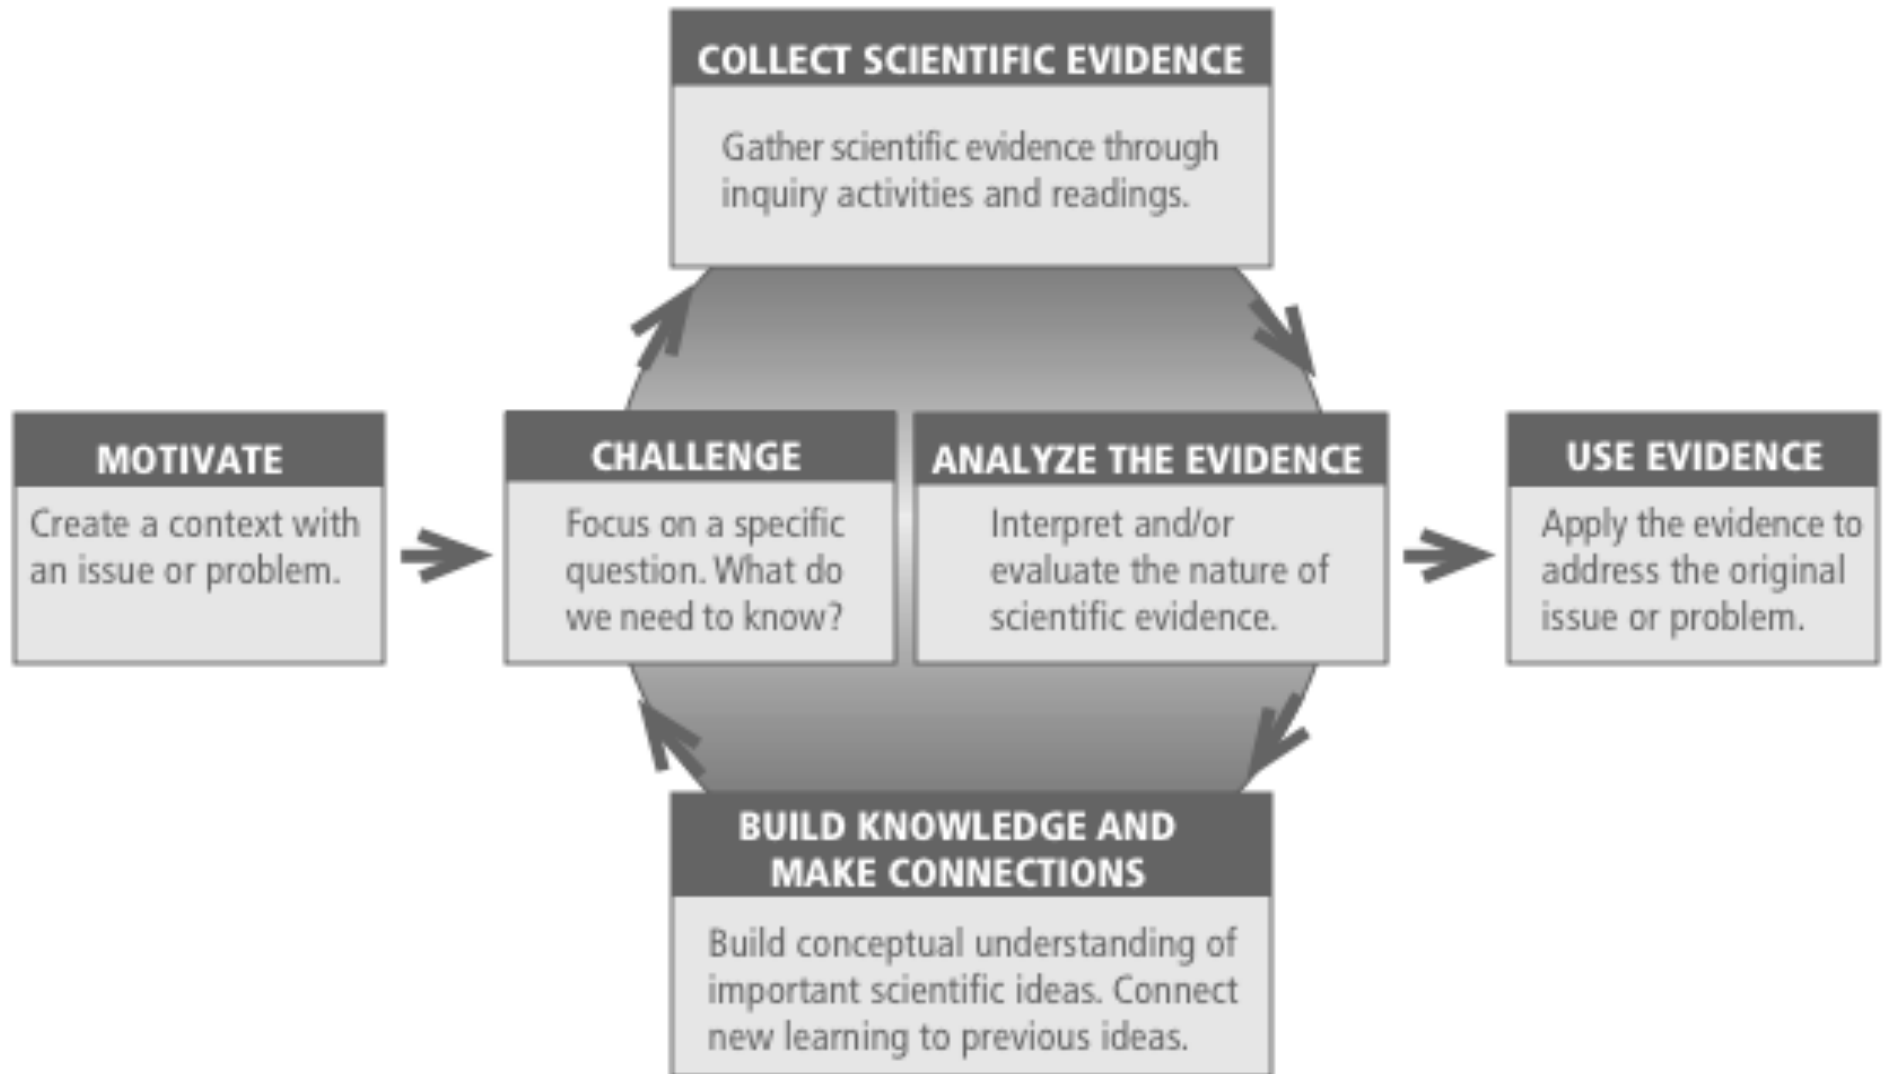 COLLECT SCIENTIFIC EVIDENCE
Gather scientific evidence through
inquiry activities and readings.
MOTIVATE
Create a context with
an issue or problem.
CHALLENGE
Focus on a specific
question. What do
we need to know?
ANALYZE THE EVIDENCE
Interpret and/or
evaluate the nature of
scientific evidence.
USE EVIDENCE
Apply the evidence to
address the original
issue or problem.
BUILD KNOWLEDGE AND
MAKE CONNECTIONS
Build conceptual understanding of
important scientific ideas. Connect
new learning to previous ideas.